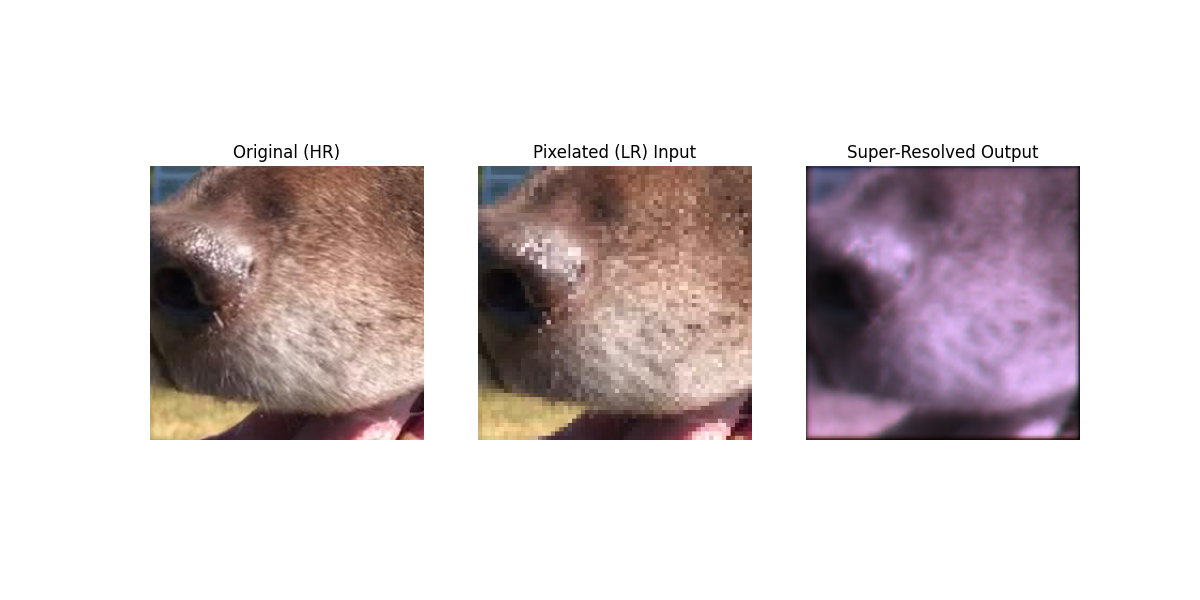 Original (HR)
Pixelated (LR) Input
Super-Resolved Output